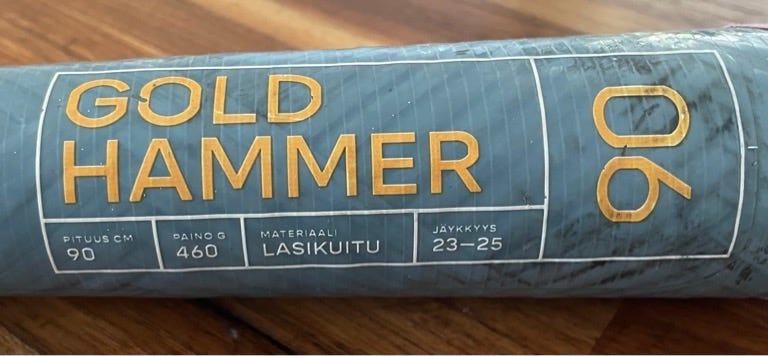 GOLD
HAMMER
PITUUS CM
90
PAINO G
460
MATERIAALI
LASIKUITU
JÄYKKYYS
23–25
90